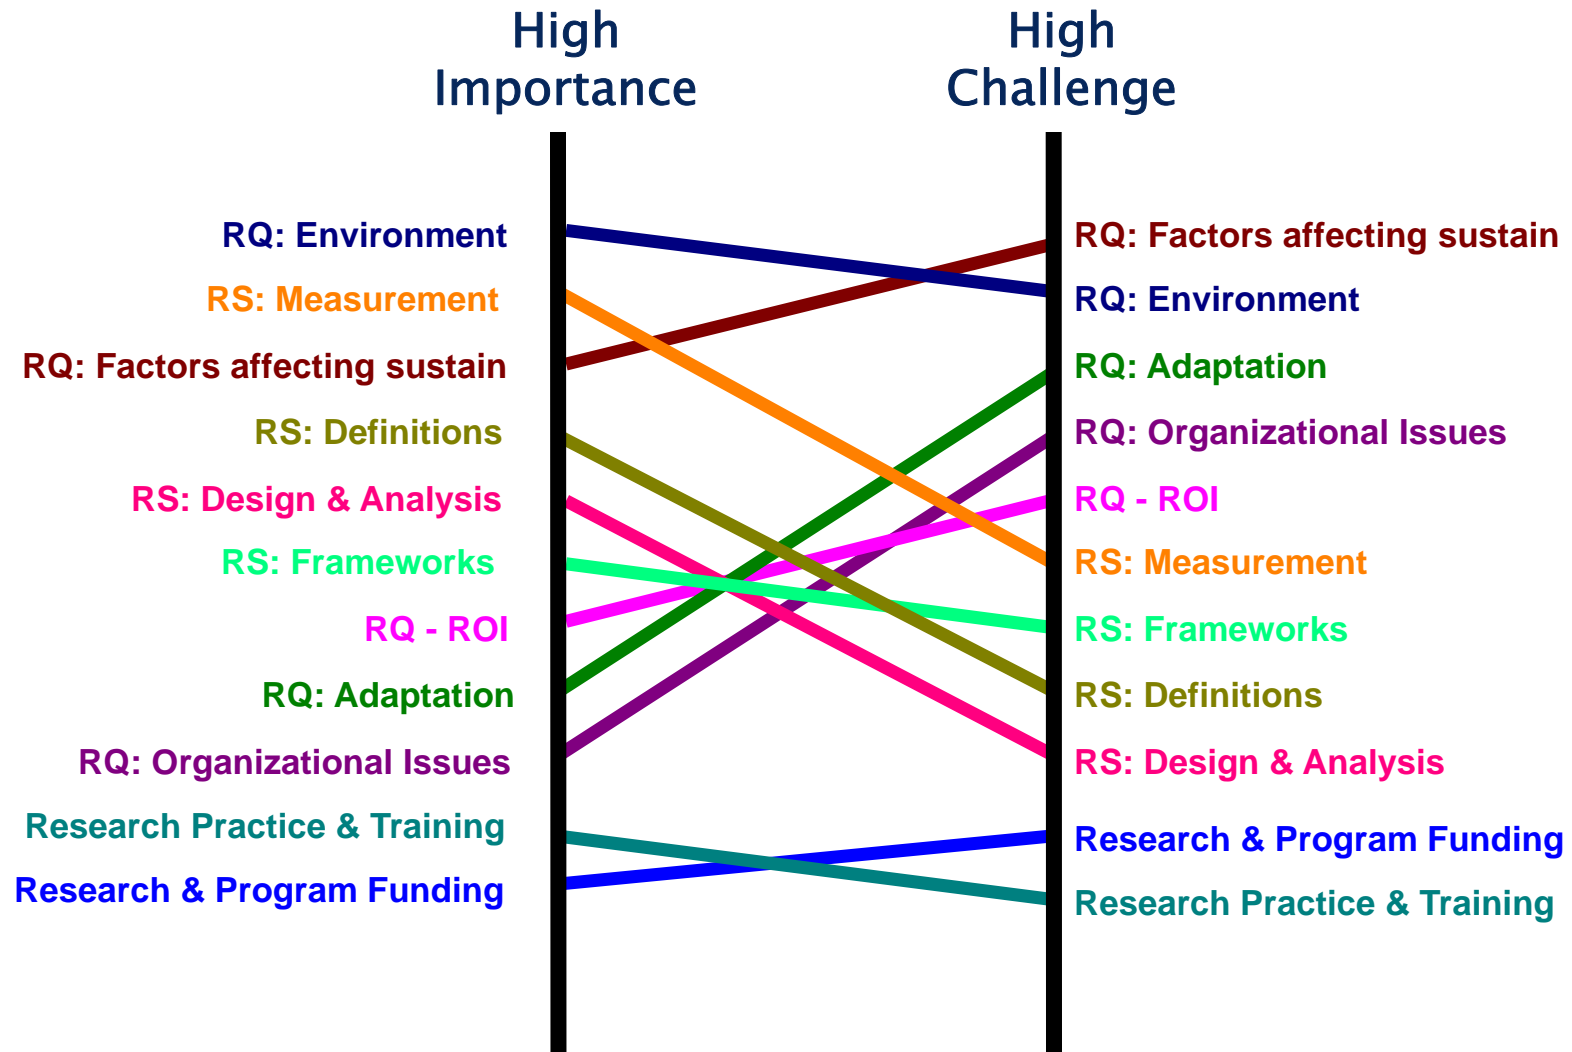 High
Importance
High
Challenge
RQ: Environment
RS: Measurement
RQ: Factors affecting sustain
RS: Definitions
RS: Design & Analysis
RS: Frameworks
RQ - ROI
RQ: Adaptation
RQ: Organizational Issues
Research Practice & Training
Research & Program Funding
RQ: Factors affecting sustain
RQ: Environment
RQ: Adaptation
RQ: Organizational Issues
RQ - ROI
RS: Measurement
RS: Frameworks
RS: Definitions
RS: Design & Analysis
Research & Program Funding
Research Practice & Training